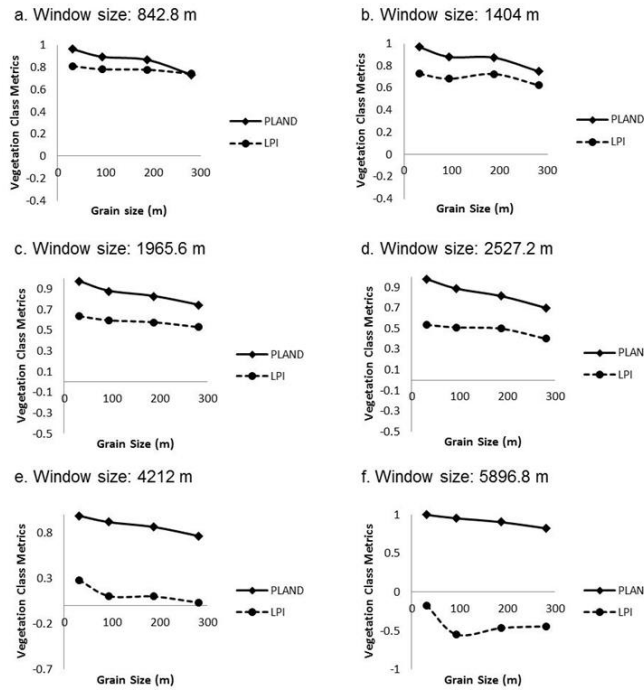 a. Window size: 842.8 m
Vegetation Class Metrics
1
0.8
0.6
0.4
0.2
0
-0.2
-0.4
0
100
200
300
Grain size (m)
PLAND
LPI
b. Window size: 1404 m
Vegetation Class Metrics
1
0.8
0.6
0.4
0.2
0
-0.2
-0.4
0
100
200
300
Grain Size (m)
PLAND
LPI
c. Window size: 1965.6 m
Vegetation Class Metrics
0.9
0.7
0.5
0.3
0.1
-0.1
-0.3
-0.5
0
100
200
300
Grain Size (m)
PLAND
LPI
d. Window size: 2527.2 m
Vegetation Class Metrics
0.9
0.7
0.5
0.3
0.1
-0.1
-0.3
-0.5
0
100
200
300
Grain Size (m)
PLAND
LPI
e. Window size: 4212 m
Vegetation Class Metrics
0.8
0.3
-0.2
-0.7
0
100
200
300
Grain Size (m)
PLAND
LPI
f. Window size: 5896.8 m
Vegetation Class Metrics
1
0.5
0
-0.5
-1
0
100
200
300
Grain Size (m)
PLAND
LPI